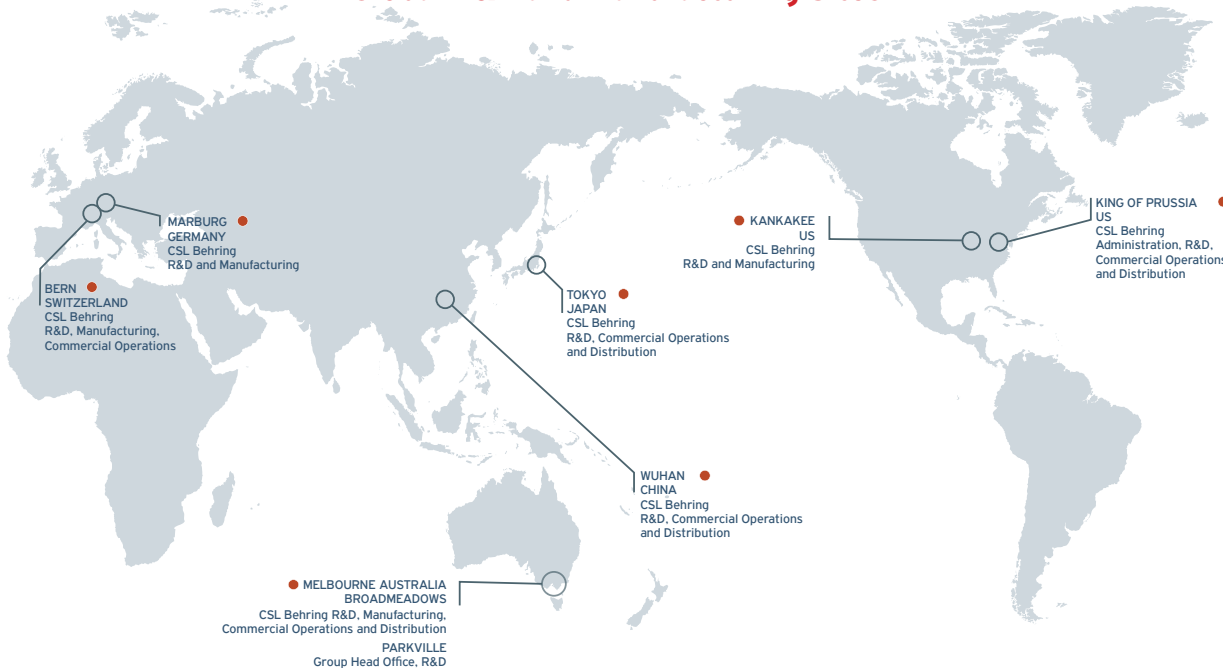 MARBURG
GERMANY
CSL Behring
R&D and Manufacturing
BERN
SWITZERLAND
CSL Behring
R&D, Manufacturing,
Commercial Operations
TOKYO
JAPAN
CSL Behring
R&D, Commercial Operations
and Distribution
KANKAKEE
US
CSL Behring
R&D and Manufacturing
KING OF PRUSSIA
US
CSL Behring
Administration, R&D,
Commercial Operations
and Distribution
WUHAN
CHINA
CSL Behring
R&D, Commercial Operations
and Distribution
MELBOURNE AUSTRALIA
BROADMEADOWS
CSL Behring R&D, Manufacturing,
Commercial Operations and Distribution
PARKVILLE
Group Head Office, R&D